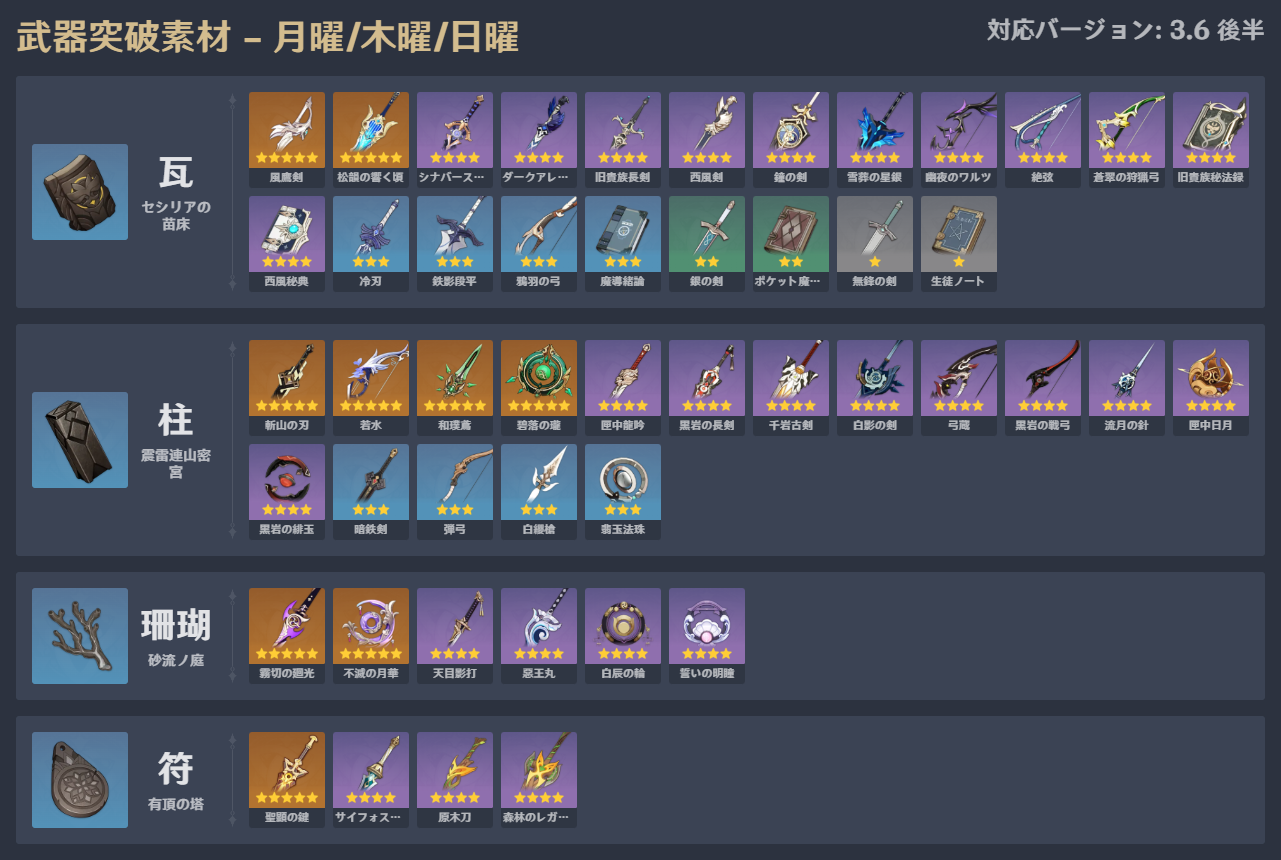 武器突破素材 – 月曜/木曜/日曜
対応バージョン: 3.6 後半
瓦
セシリアの
苗床
風鷹剣
松韻の響く頃
シナバース…
ダークアレ…
旧貴族長剣
西風剣
鐘の剣
雪葬の星銀
幽夜のワルツ
絶弦
蒼翠の狩猟弓
旧貴族秘法録
西風秘典
冷刃
鉄影段平
鴉羽の弓
魔導緒論
銀の剣
ポケット魔…
無鋒の剣
生徒ノート
柱
震雷連山密
宮
斬山の刃
若水
和璞鳶
碧落の瓏
匣中龍吟
黒岩の長剣
千岩古剣
白影の剣
弓蔵
黒岩の戦弓
流月の針
匣中日月
黒岩の緋玉
暗鉄剣
弾弓
白纓槍
翡玉法珠
珊瑚
砂流ノ庭
霧切の廻光
不滅の月華
天目影打
惡王丸
白辰の輪
誓いの明瞳
符
有頂の塔
聖顕の鍵
サイフォス…
原木刀
森林のレガ…